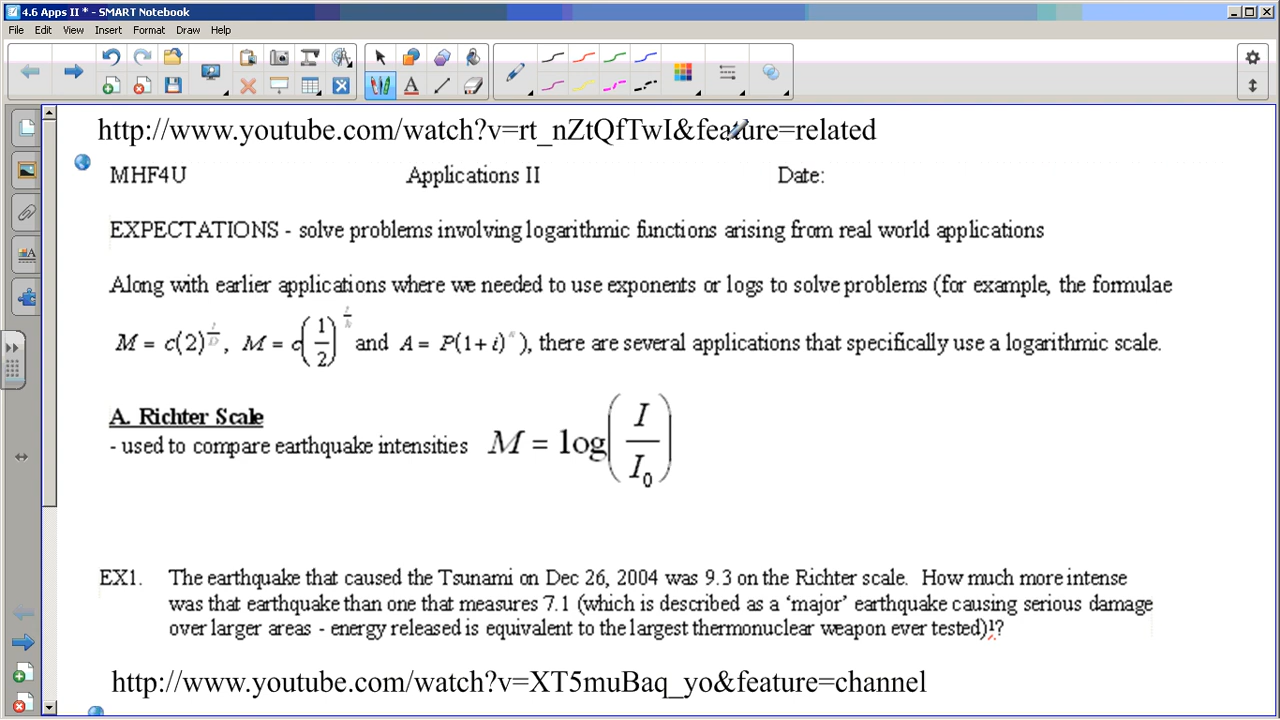 4.6 Apps II * - SMART Notebook
File Edit View Insert Format Draw Help
http://www.youtube.com/watch?v=rt_nZtQfTwI&feature=related
MHF4U Applications II Date:
EXPECTATIONS - solve problems involving logarithmic functions arising from real world applications
Along with earlier applications where we needed to use exponents or logs to solve problems (for example, the formulae
M = c(2)^(t/D), M = c(1/2)^(t/h) and A = P(1+i)^n), there are several applications that specifically use a logarithmic scale.
A. Richter Scale
- used to compare earthquake intensities M = log(I/I₀)
EX1. The earthquake that caused the Tsunami on Dec 26, 2004 was 9.3 on the Richter scale. How much more intense
was that earthquake than one that measures 7.1 (which is described as a ‘major’ earthquake causing serious damage
over larger areas - energy released is equivalent to the largest thermonuclear weapon ever tested)¹?
http://www.youtube.com/watch?v=XT5muBaq_yo&feature=channel